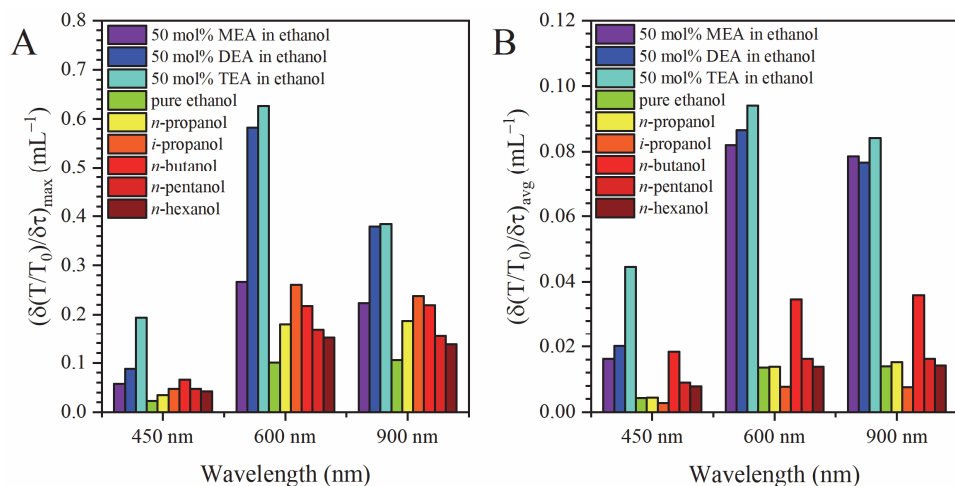 A
0.8
0.7
0.6
0.5
0.4
0.3
0.2
0.1
0.0
(δ(T/T₀)/δτ)max (mL⁻¹)
50 mol% MEA in ethanol
50 mol% DEA in ethanol
50 mol% TEA in ethanol
pure ethanol
n-propanol
i-propanol
n-butanol
n-pentanol
n-hexanol
450 nm 600 nm 900 nm
Wavelength (nm)
B
0.12
0.10
0.08
0.06
0.04
0.02
0.00
(δ(T/T₀)/δτ)avg (mL⁻¹)
50 mol% MEA in ethanol
50 mol% DEA in ethanol
50 mol% TEA in ethanol
pure ethanol
n-propanol
i-propanol
n-butanol
n-pentanol
n-hexanol
450 nm 600 nm 900 nm
Wavelength (nm)